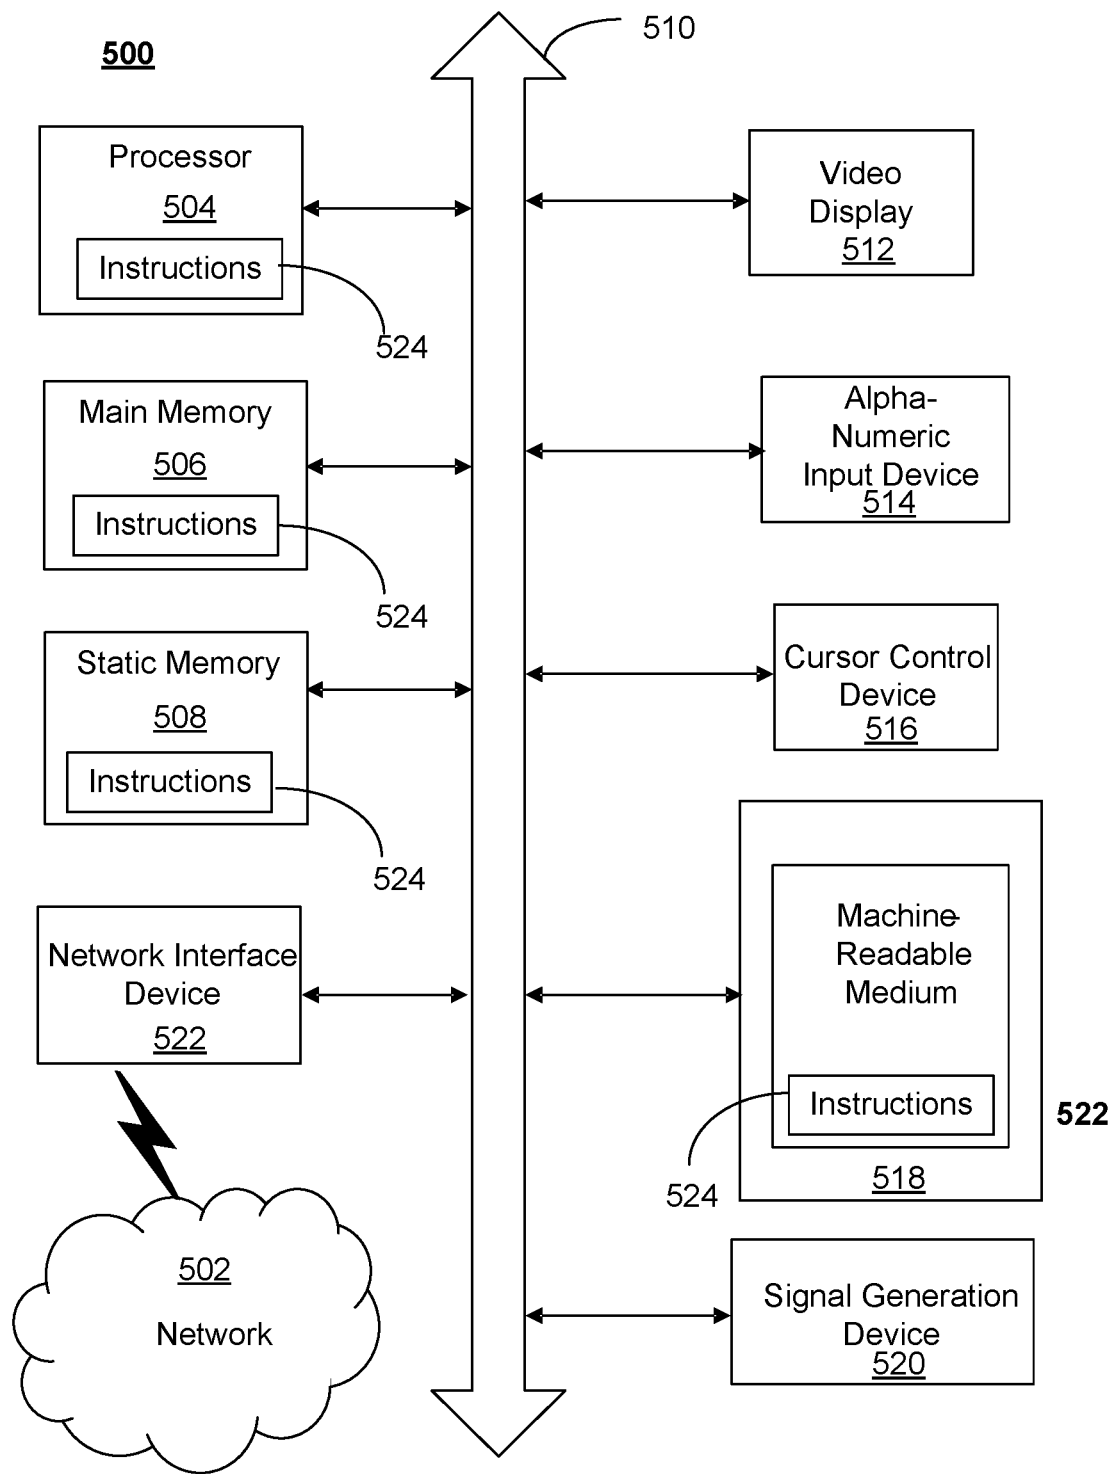 500
510
Processor
504
Instructions
524
Video
Display
512
Main Memory
506
Instructions
524
Alpha-
Numeric
Input Device
514
Static Memory
508
Instructions
524
Cursor Control
Device
516
Network Interface
Device
522
Machine-
Readable
Medium
Instructions
524
518
522
502
Network
Signal Generation
Device
520